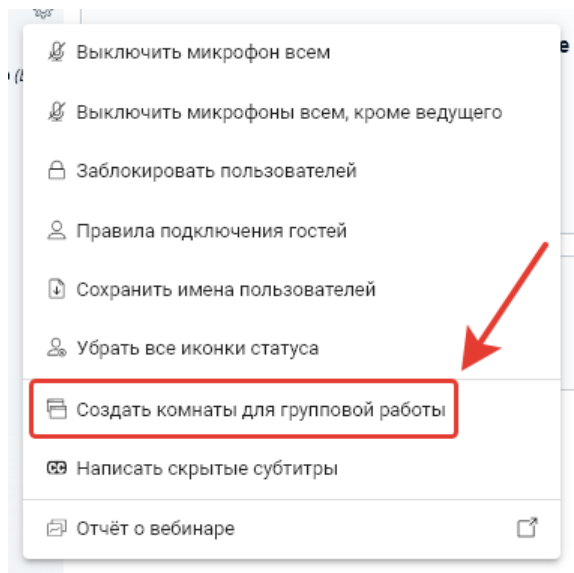 Выключить микрофон всем
Выключить микрофоны всем, кроме ведущего
Заблокировать пользователей
Правила подключения гостей
Сохранить имена пользователей
Убрать все иконки статуса
Создать комнаты для групповой работы
Написать скрытые субтитры
Отчёт о вебинаре